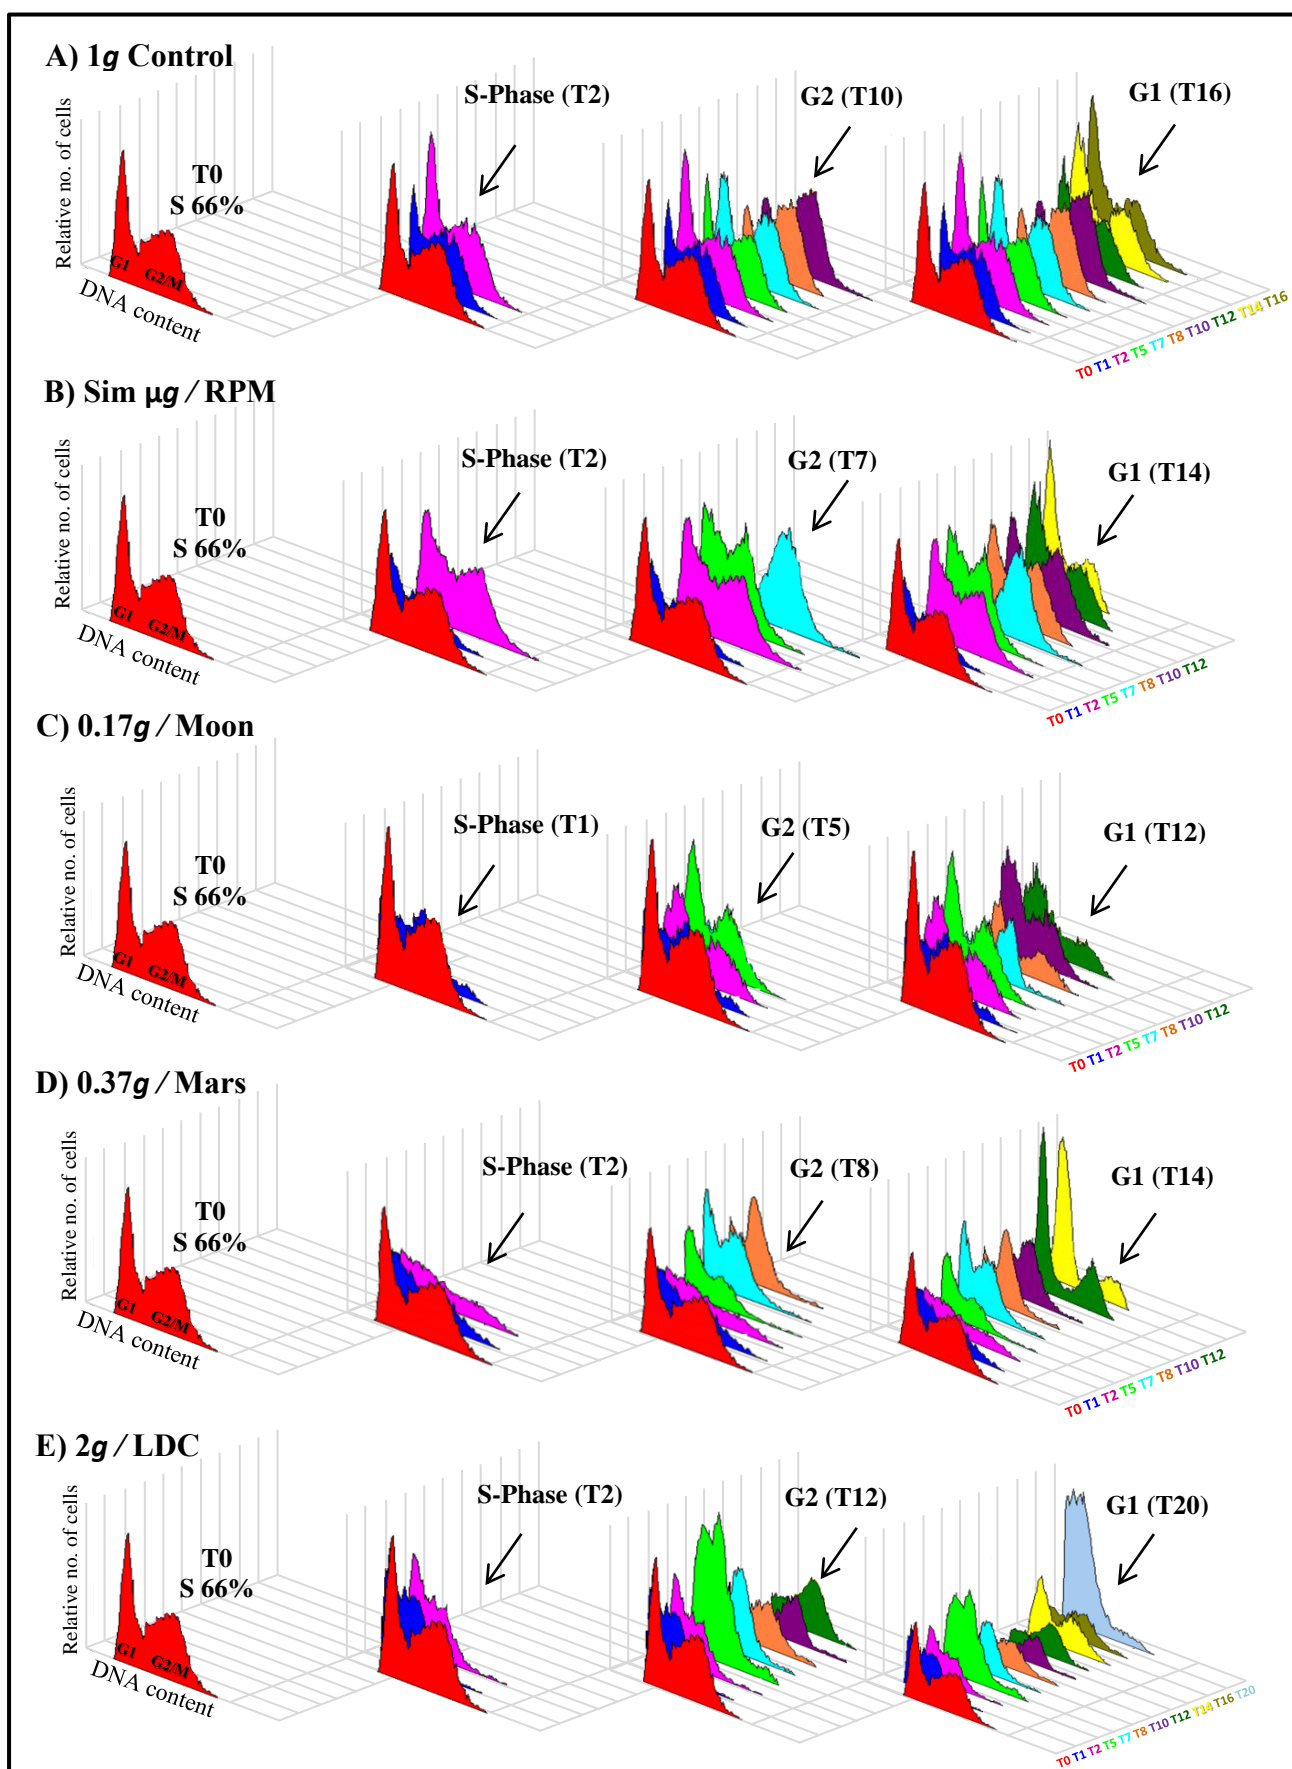 A) 1g Control
Relative no. of cells
T0
S 66%
G1 G2/M
DNA content
S-Phase (T2)
G2 (T10)
G1 (T16)
T0 T1 T2 T5 T7 T8 T10 T12 T14 T16
B) Sim µg / RPM
Relative no. of cells
T0
S 66%
G1 G2/M
DNA content
S-Phase (T2)
G2 (T7)
G1 (T14)
T0 T1 T2 T5 T7 T8 T10 T12
C) 0.17g / Moon
Relative no. of cells
T0
S 66%
G1 G2/M
DNA content
S-Phase (T1)
G2 (T5)
G1 (T12)
T0 T1 T2 T5 T7 T8 T10 T12
D) 0.37g / Mars
Relative no. of cells
T0
S 66%
G1 G2/M
DNA content
S-Phase (T2)
G2 (T8)
G1 (T14)
T0 T1 T2 T5 T7 T8 T10 T12
E) 2g / LDC
Relative no. of cells
T0
S 66%
G1 G2/M
DNA content
S-Phase (T2)
G2 (T12)
G1 (T20)
T0 T1 T2 T5 T7 T8 T10 T12 T14 T16 T20